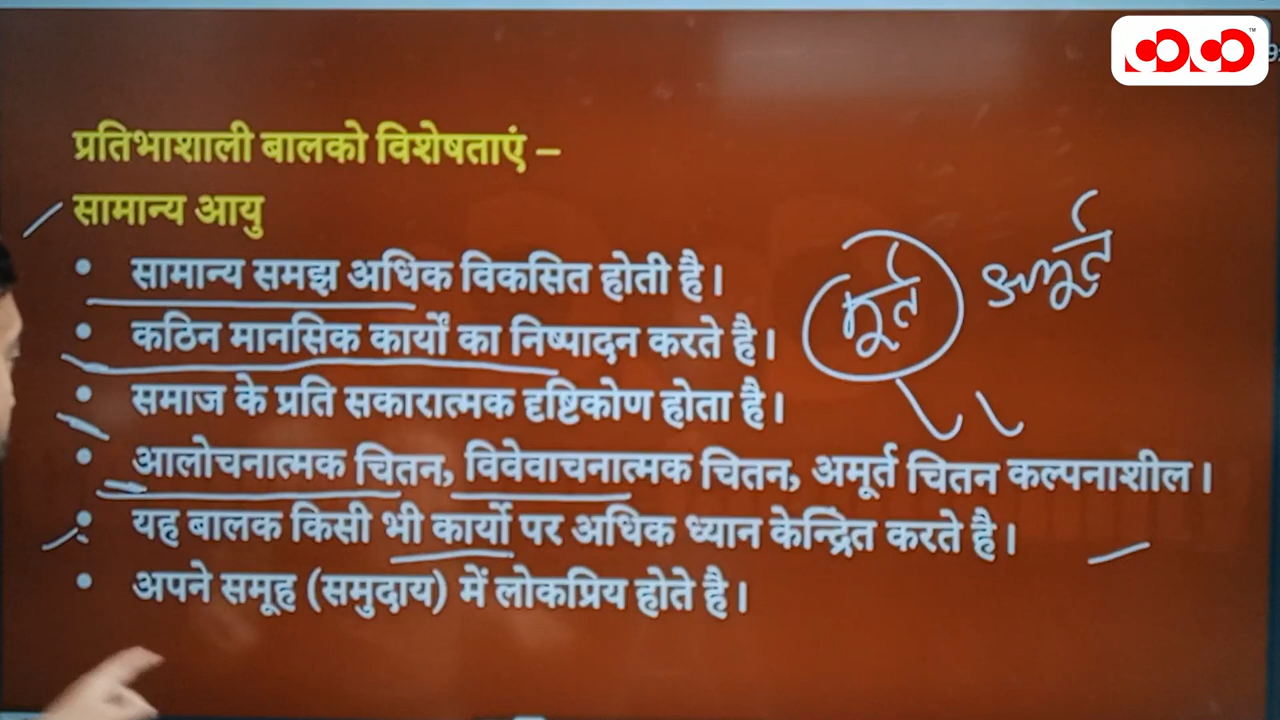 प्रतिभाशाली बालको विशेषताएं –
सामान्य आयु
• सामान्य समझ अधिक विकसित होती है।
• कठिन मानसिक कार्यों का निष्पादन करते है।
• समाज के प्रति सकारात्मक दृष्टिकोण होता है।
• आलोचनात्मक चितन, विवेवाचनात्मक चितन, अमूर्त चितन कल्पनाशील।
• यह बालक किसी भी कार्यो पर अधिक ध्यान केन्द्रित करते है।
• अपने समूह (समुदाय) में लोकप्रिय होते है।
मूर्त अमूर्त